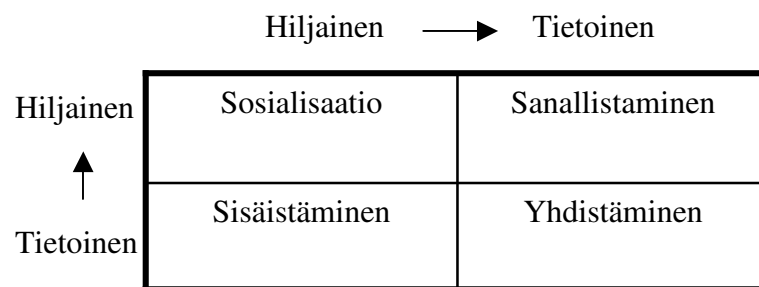 Hiljainen Tietoinen
Hiljainen Sosialisaatio Sanallistaminen
Sisäistäminen Yhdistäminen
Tietoinen